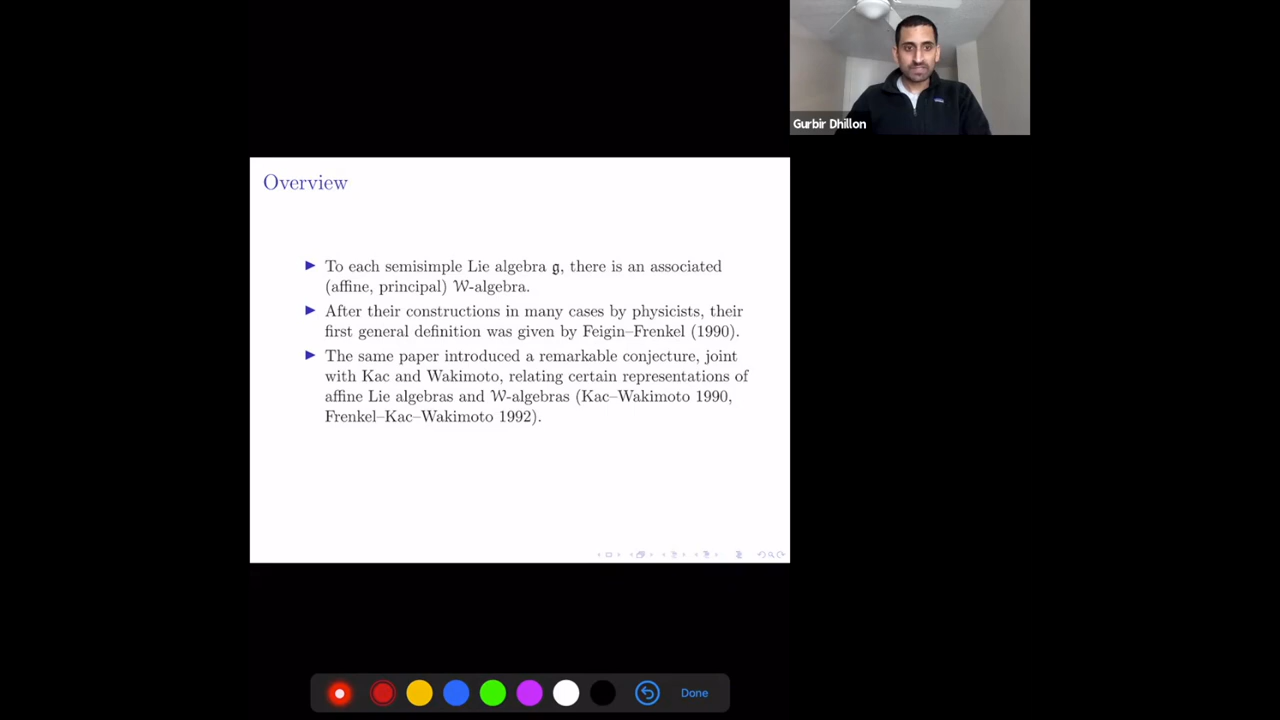 Gurbir Dhillon
Overview
To each semisimple Lie algebra 𝔤, there is an associated
(affine, principal) 𝒲-algebra.
After their constructions in many cases by physicists, their
first general definition was given by Feigin–Frenkel (1990).
The same paper introduced a remarkable conjecture, joint
with Kac and Wakimoto, relating certain representations of
affine Lie algebras and 𝒲-algebras (Kac–Wakimoto 1990,
Frenkel–Kac–Wakimoto 1992).
Done